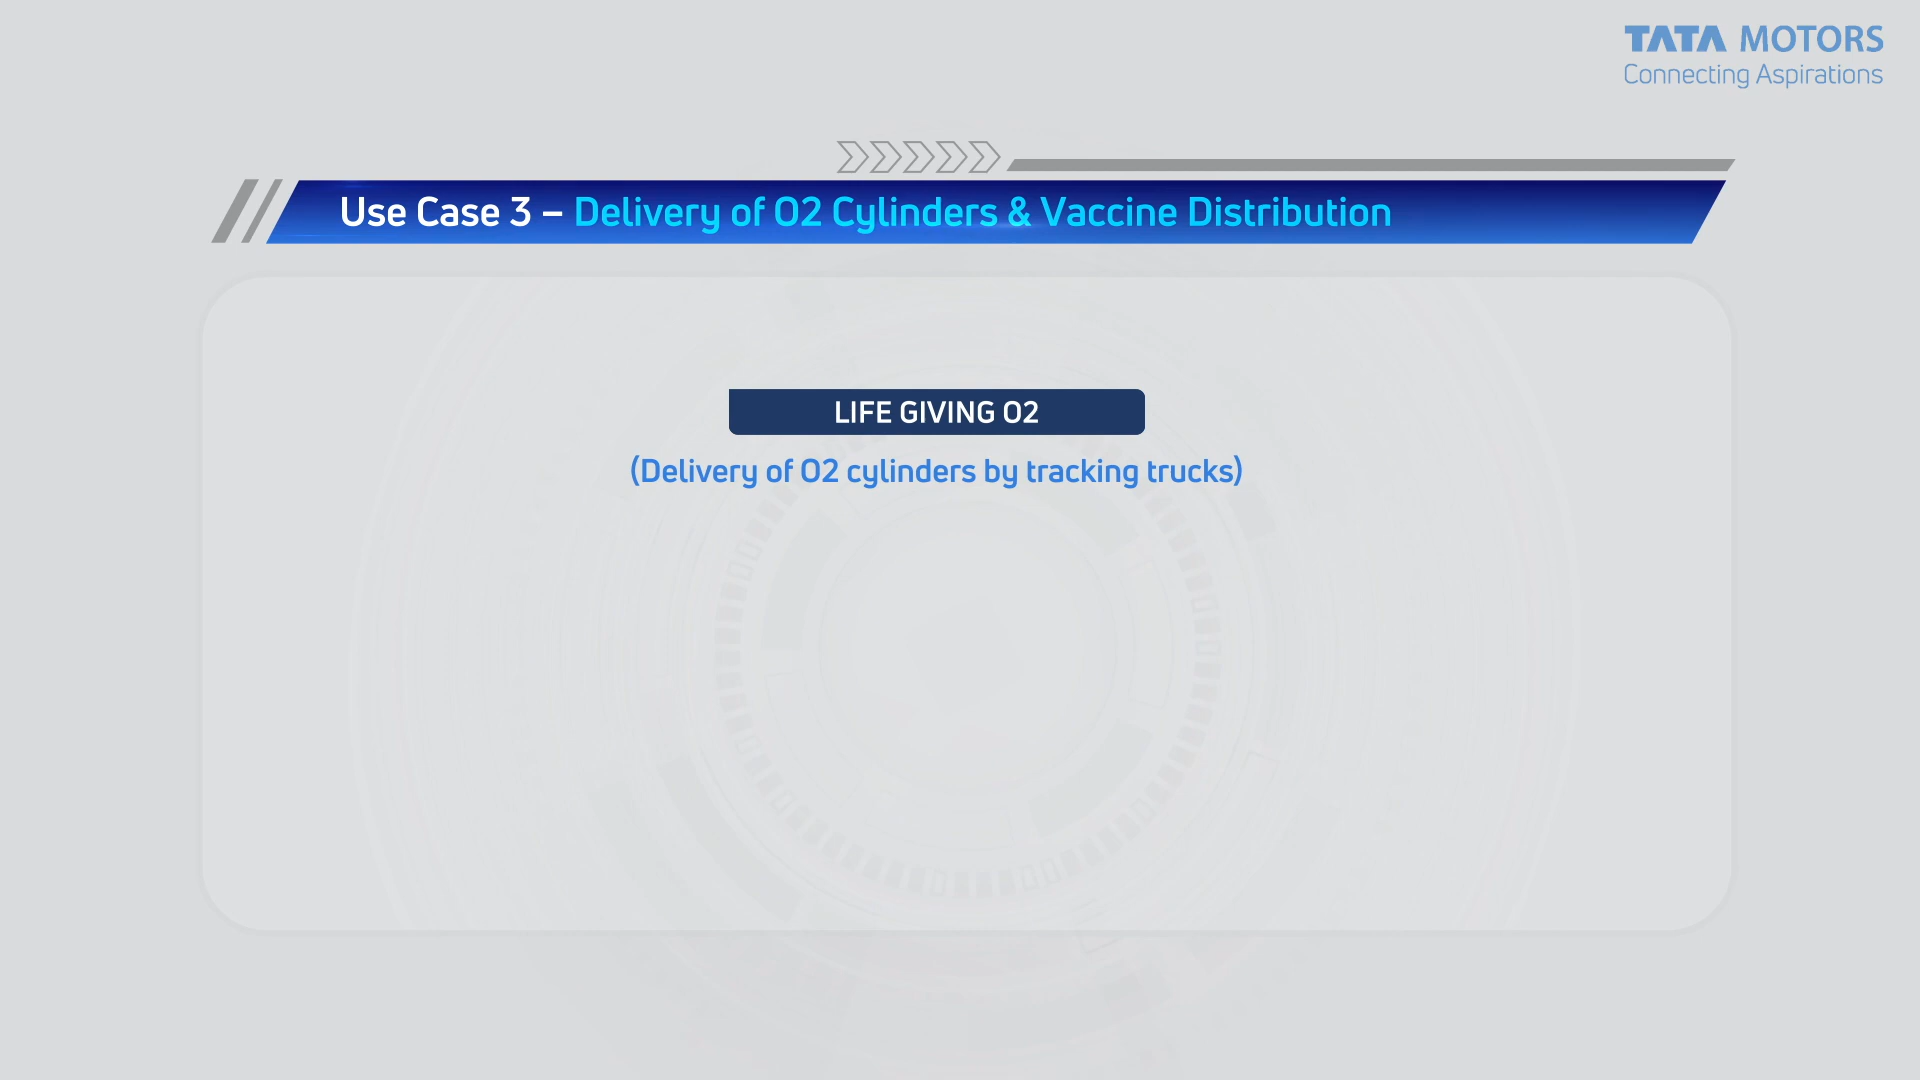 TATA MOTORS
Connecting Aspirations
Use Case 3 – Delivery of O2 Cylinders & Vaccine Distribution
LIFE GIVING O2
(Delivery of O2 cylinders by tracking trucks)